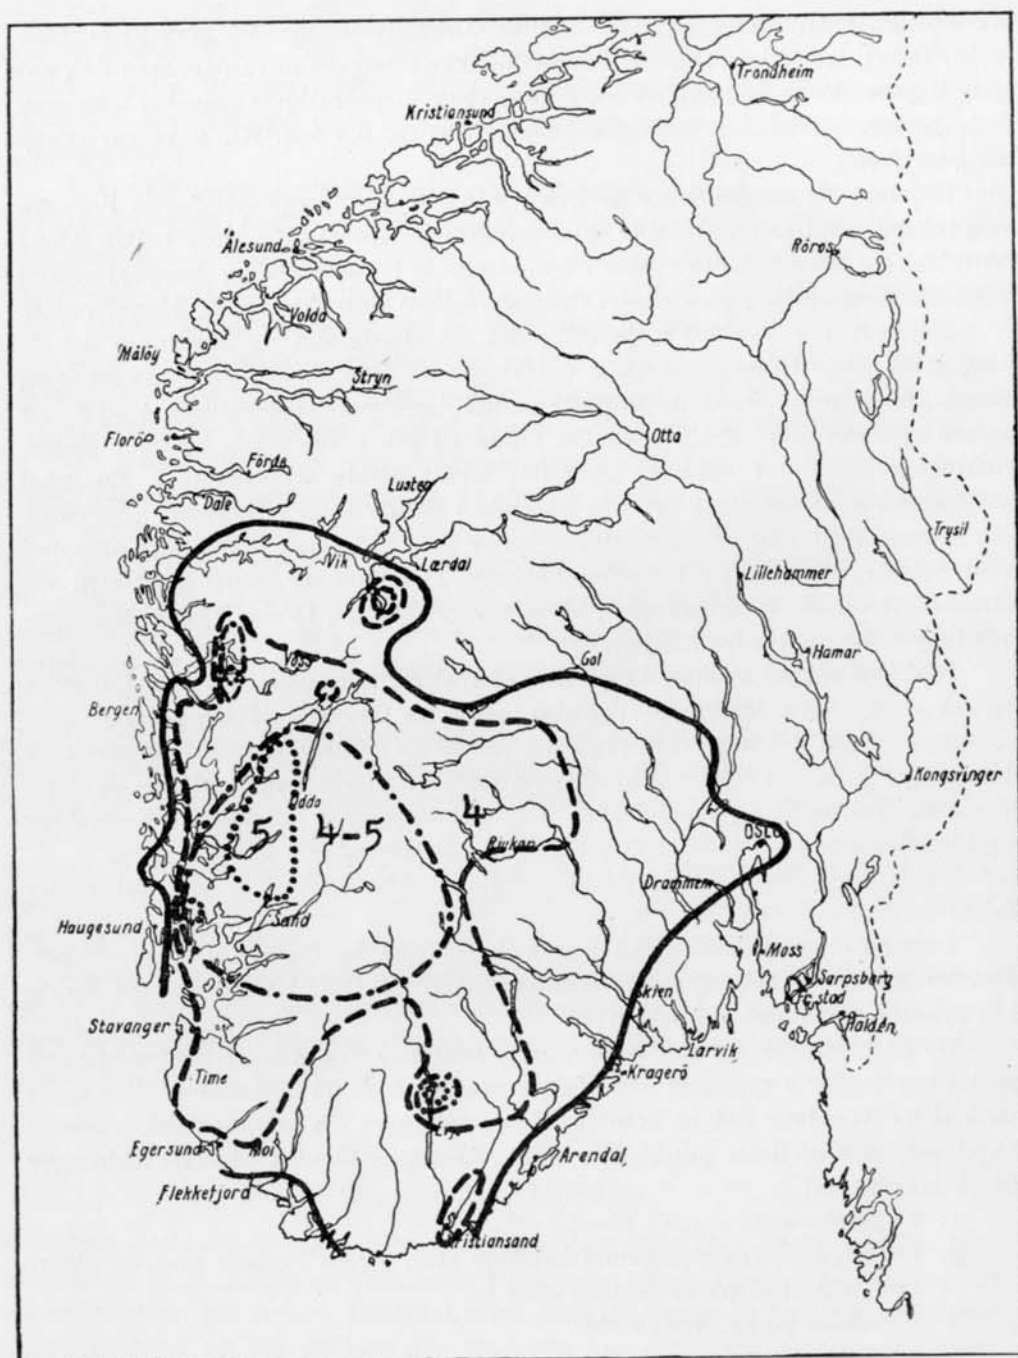 Trondheim
Kristiansund
Röros
Ålesund
Volda
Måløy
Stryn
Florö
Otta
Förde
Dale
Luster
Trysil
Vik
Lærdal
Lillehammer
Hamar
Gol
Voss
Bergen
Kongsvinger
Odda
5
4-5
4
Rjukan
OSLO
Drammen
Haugesund
Sand
Moss
Sarpsborg
Fr.stad
Skien
Halden
Stavanger
Larvik
Kragerö
Time
Egersund
Moi
Arendal
Flekkefjord
Kristiansand